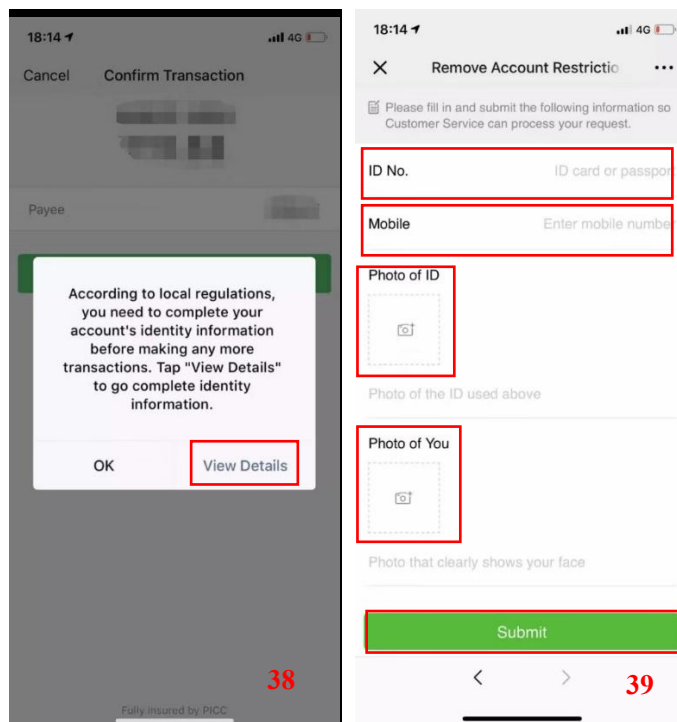 18:14
4G
Cancel
Confirm Transaction
Payee
According to local regulations,
you need to complete your
account's identity information
before making any more
transactions. Tap "View Details"
to go complete identity
information.
OK
View Details
38
Fully insured by PICC
18:14
4G
Remove Account Restrictio
Please fill in and submit the following information so
Customer Service can process your request.
ID No.
ID card or passport
Mobile
Enter mobile number
Photo of ID
Photo of the ID used above
Photo of You
Photo that clearly shows your face
Submit
39